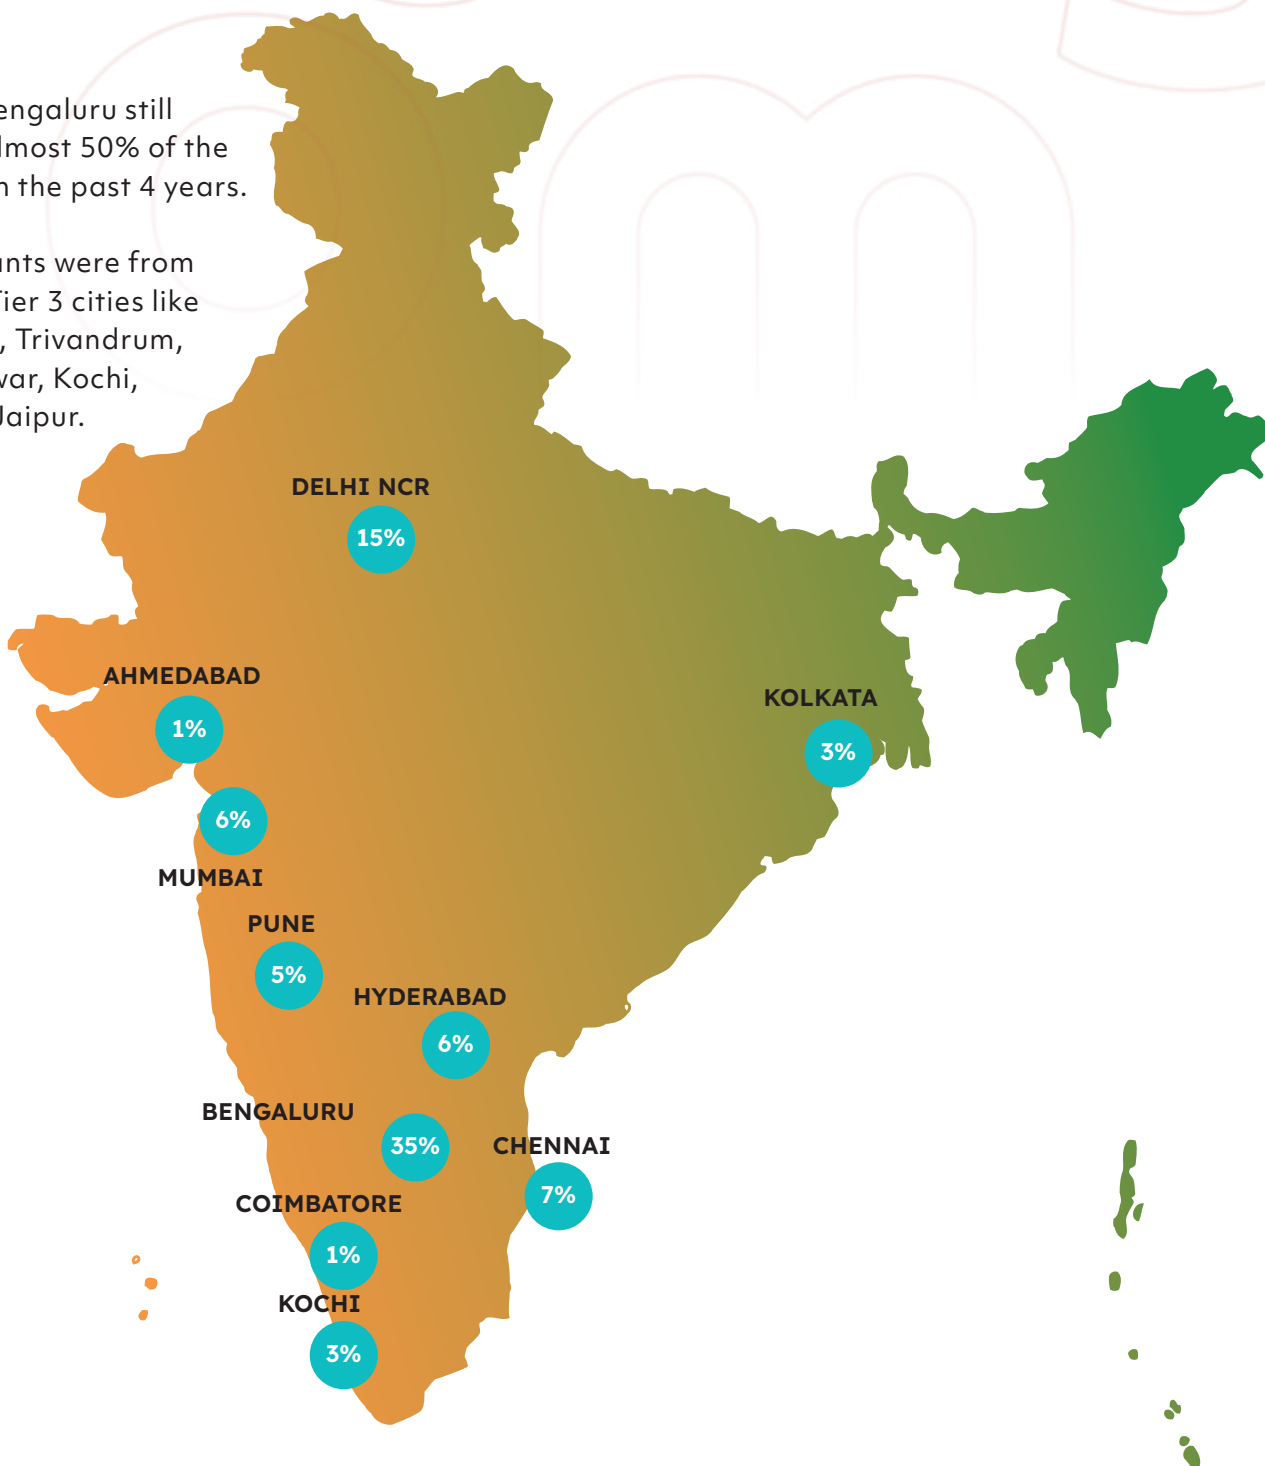 engaluru still
lmost 50% of the
n the past 4 years.
ants were from
Tier 3 cities like
, Trivandrum,
war, Kochi,
Jaipur.
DELHI NCR
15%
AHMEDABAD
1%
KOLKATA
3%
6%
MUMBAI
PUNE
5%
HYDERABAD
6%
BENGALURU
35%
CHENNAI
7%
COIMBATORE
1%
KOCHI
3%